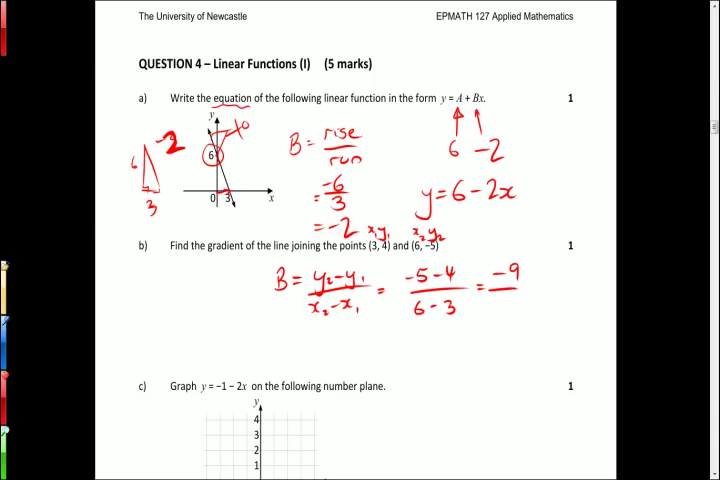 The University of Newcastle EPMATH 127 Applied Mathematics
QUESTION 4 – Linear Functions (I) (5 marks)
a) Write the equation of the following linear function in the form y = A + Bx. 1
y
6
0 3 x
6 -2
3
B = rise/run
= -6/3
= -2
6 -2
y = 6 - 2x
x₁ y₁ x₂ y₂
b) Find the gradient of the line joining the points (3, 4) and (6, –5) 1
B = y₂ - y₁ / x₂ - x₁ = -5 - 4 / 6 - 3 = -9
c) Graph y = –1 – 2x on the following number plane. 1
y
4
3
2
1